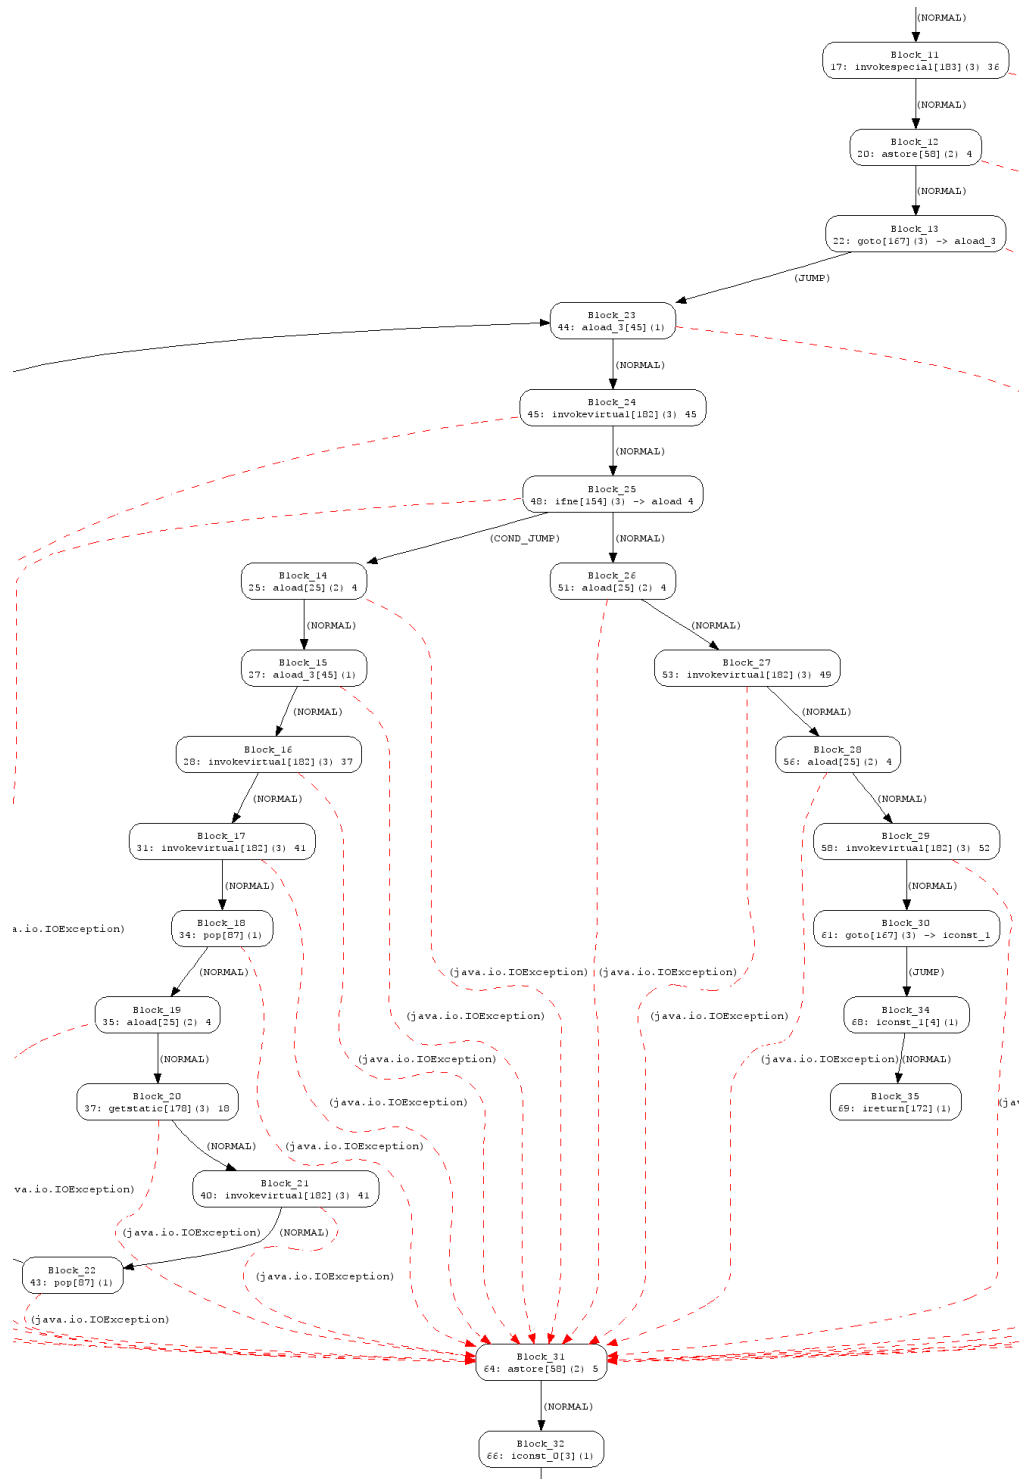 (NORMAL)
Block_11
17: invokespecial[183](3) 36
(NORMAL)
Block_12
20: astore[58](2) 4
(NORMAL)
Block_13
22: goto[167](3) -> aload_3
(JUMP)
Block_23
44: aload_3[45](1)
(NORMAL)
Block_24
45: invokevirtual[182](3) 45
(NORMAL)
Block_25
48: ifne[154](3) -> aload 4
(COND_JUMP)
(NORMAL)
Block_14
25: aload[25](2) 4
Block_26
51: aload[25](2) 4
(NORMAL)
(NORMAL)
Block_15
27: aload_3[45](1)
Block_27
53: invokevirtual[182](3) 49
(NORMAL)
(NORMAL)
Block_16
28: invokevirtual[182](3) 37
Block_28
56: aload[25](2) 4
(NORMAL)
(NORMAL)
Block_17
31: invokevirtual[182](3) 41
Block_29
58: invokevirtual[182](3) 52
(NORMAL)
(NORMAL)
a.io.IOException)
Block_18
34: pop[87](1)
Block_30
61: goto[167](3) -> iconst_1
(NORMAL)
(java.io.IOException)
(java.io.IOException)
(JUMP)
Block_19
35: aload[25](2) 4
(java.io.IOException)
(java.io.IOException)
Block_34
68: iconst_1[4](1)
(NORMAL)
(java.io.IOException)
(java.io.IOException)
(NORMAL)
Block_20
37: getstatic[178](3) 18
(java.io.IOException)
Block_35
69: ireturn[172](1)
(ja
(NORMAL)
(java.io.IOException)
va.io.IOException)
Block_21
40: invokevirtual[182](3) 41
(java.io.IOException)
(NORMAL)
Block_22
43: pop[87](1)
(java.io.IOException)
(java.io.IOException)
Block_31
64: astore[58](2) 5
(NORMAL)
Block_32
66: iconst_0[3](1)